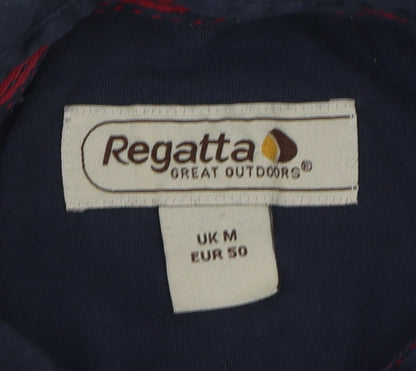 Regatta
GREAT OUTDOORS®
UK M
EUR 50